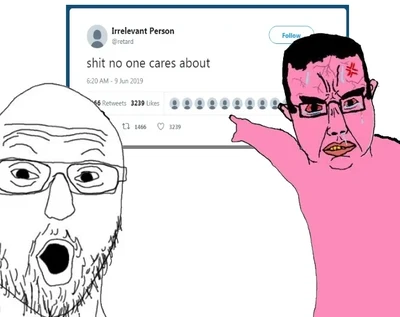 Irrelevant Person
@retard
Follow
shit no one cares about
6:20 AM - 9 Jun 2019
Retweets 3239 Likes
1466 3239